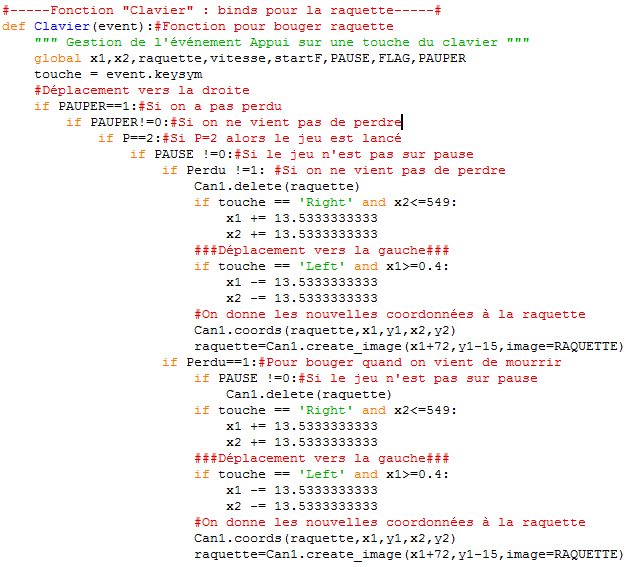 #------Fonction "Clavier" : binds pour la raquette-----#
def Clavier(event):#Fonction pour bouger raquette
    """ Gestion de l'événement Appui sur une touche du clavier """
    global x1,x2,raquette,vitesse,startF,PAUSE,FLAG,PAUPER
    touche = event.keysym
    #Déplacement vers la droite
    if PAUPER==1:#Si on a pas perdu
        if PAUPER!=0:#Si on ne vient pas de perdre
            if P==2:#Si P=2 alors le jeu est lancé
                if PAUSE !=0:#Si le jeu n'est pas sur pause
                    if Perdu !=1: #Si on ne vient pas de perdre
                        Can1.delete(raquette)
                        if touche == 'Right' and x2<=549:
                            x1 += 13.5333333333
                            x2 += 13.5333333333
                        ###Déplacement vers la gauche###
                        if touche == 'Left' and x1>=0.4:
                            x1 -= 13.5333333333
                            x2 -= 13.5333333333
                        #On donne les nouvelles coordonnées à la raquette
                        Can1.coords(raquette,x1,y1,x2,y2)
                        raquette=Can1.create_image(x1+72,y1-15,image=RAQUETTE)
                    if Perdu==1:#Pour bouger quand on vient de mourrir
                        if PAUSE !=0:#Si le jeu n'est pas sur pause
                            Can1.delete(raquette)
                        if touche == 'Right' and x2<=549:
                            x1 += 13.5333333333
                            x2 += 13.5333333333
                        ###Déplacement vers la gauche###
                        if touche == 'Left' and x1>=0.4:
                            x1 -= 13.5333333333
                            x2 -= 13.5333333333
                        #On donne les nouvelles coordonnées à la raquette
                        Can1.coords(raquette,x1,y1,x2,y2)
                        raquette=Can1.create_image(x1+72,y1-15,image=RAQUETTE)